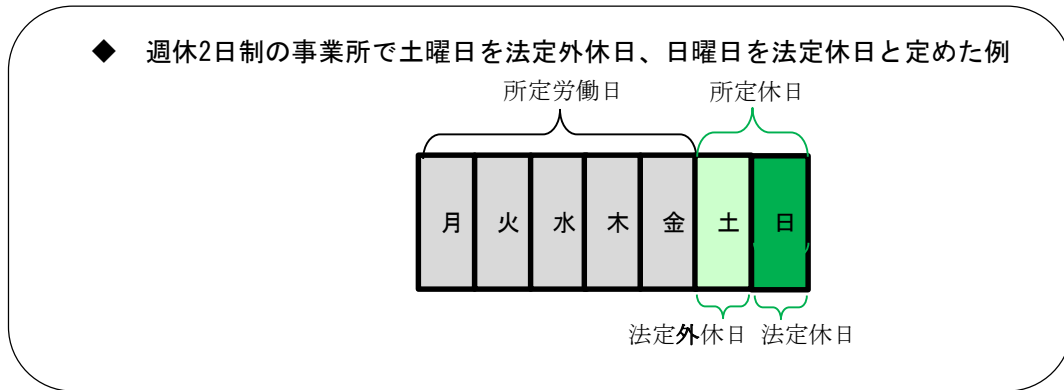 ◆ 週休2日制の事業所で土曜日を法定外休日、日曜日を法定休日と定めた例
所定労働日 所定休日
月 火 水 木 金 土 日
法定外休日 法定休日